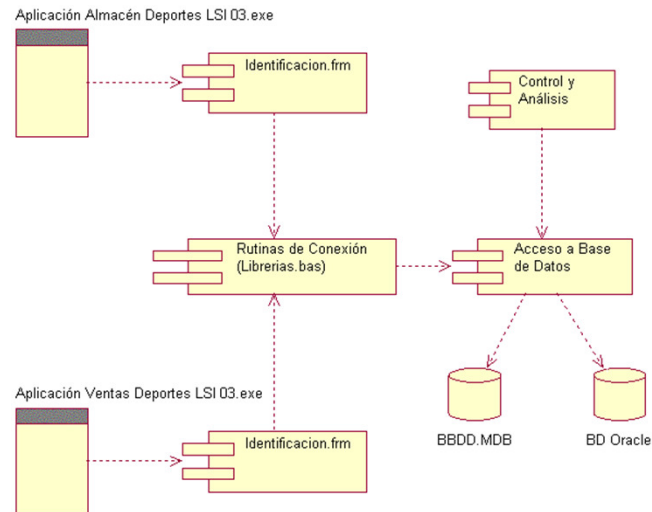 Aplicación Almacén Deportes LSI 03.exe
Identificacion.frm
Control y
Análisis
Rutinas de Conexión
(Librerias.bas)
Acceso a Base
de Datos
BBDD.MDB
BD Oracle
Aplicación Ventas Deportes LSI 03.exe
Identificacion.frm